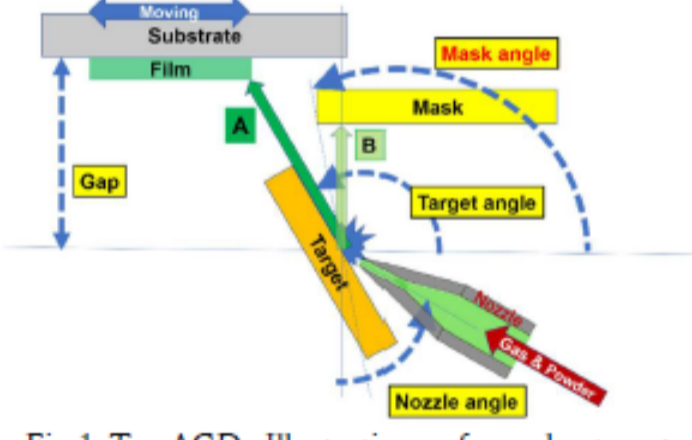 Moving
Substrate
Film
Mask angle
Mask
A
B
Gap
Target angle
Target
Nozzle
Gas & Powder
Nozzle angle